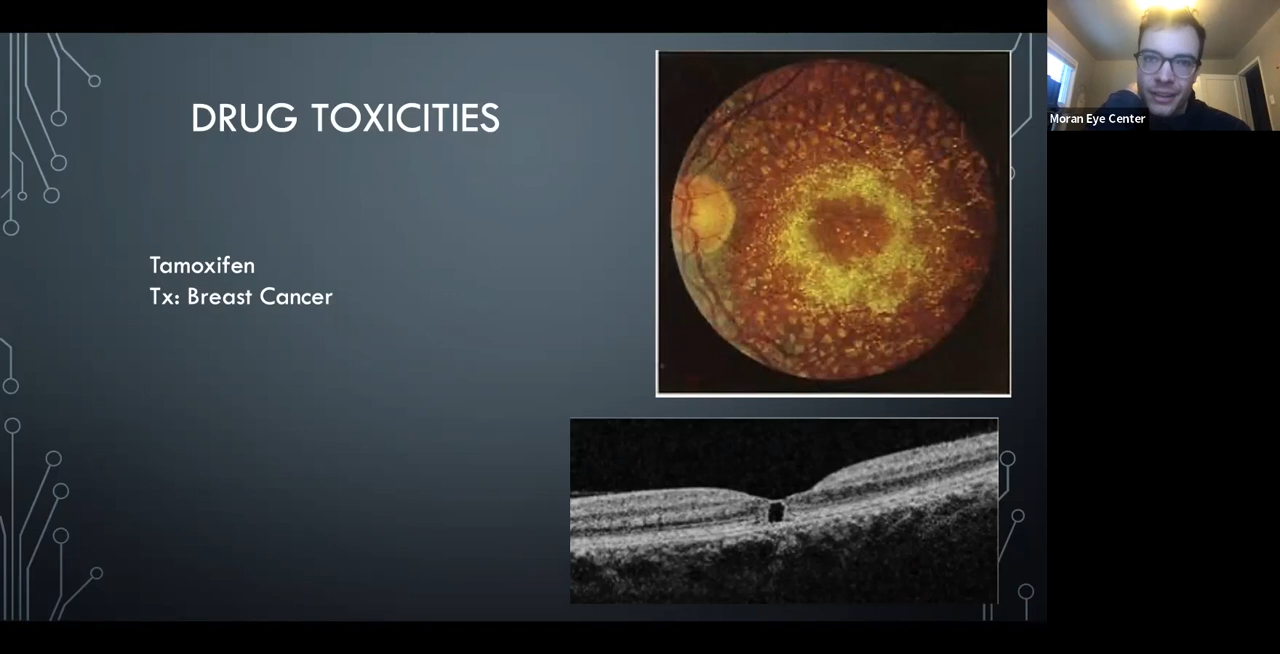 DRUG TOXICITIES
Tamoxifen
Tx: Breast Cancer
Moran Eye Center